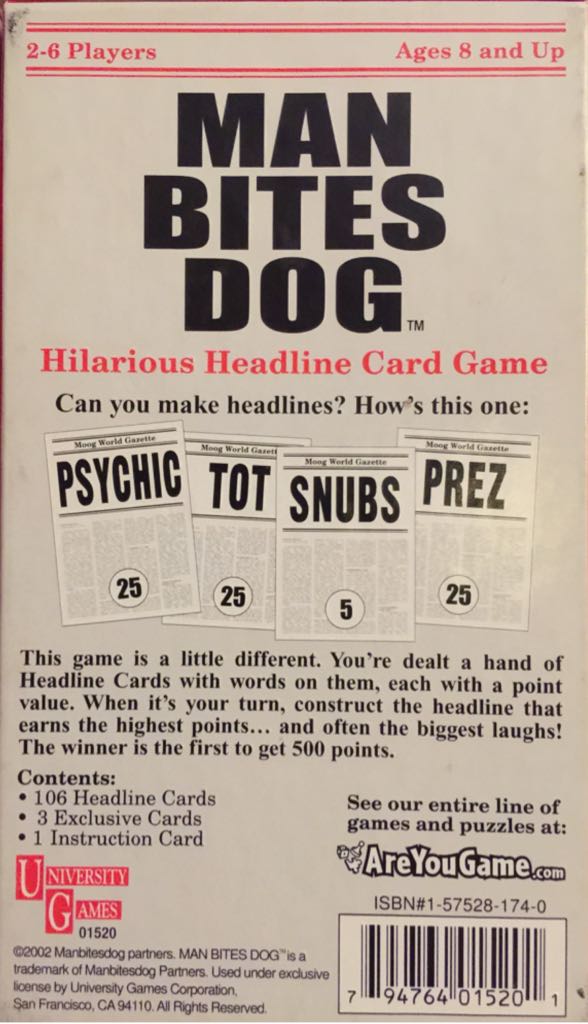 2-6 Players
Ages 8 and Up
MAN
BITES
DOG™
Hilarious Headline Card Game
Can you make headlines? How's this one:
Moog World Gazette
PSYCHIC
25
Moog World Gazett
TOT
25
Moog World Gazette
SNUBS
5
Moog World Gazette
PREZ
25
This game is a little different. You're dealt a hand of
Headline Cards with words on them, each with a point
value. When it's your turn, construct the headline that
earns the highest points... and often the biggest laughs!
The winner is the first to get 500 points.
Contents:
• 106 Headline Cards
• 3 Exclusive Cards
• 1 Instruction Card
See our entire line of
games and puzzles at:
AreYouGame.com
UNIVERSITY
GAMES
01520
©2002 Manbitesdog partners. MAN BITES DOG™ is a
trademark of Manbitesdog Partners. Used under exclusive
license by University Games Corporation,
San Francisco, CA 94110. All Rights Reserved.
ISBN#1-57528-174-0
7 94764 01520 1